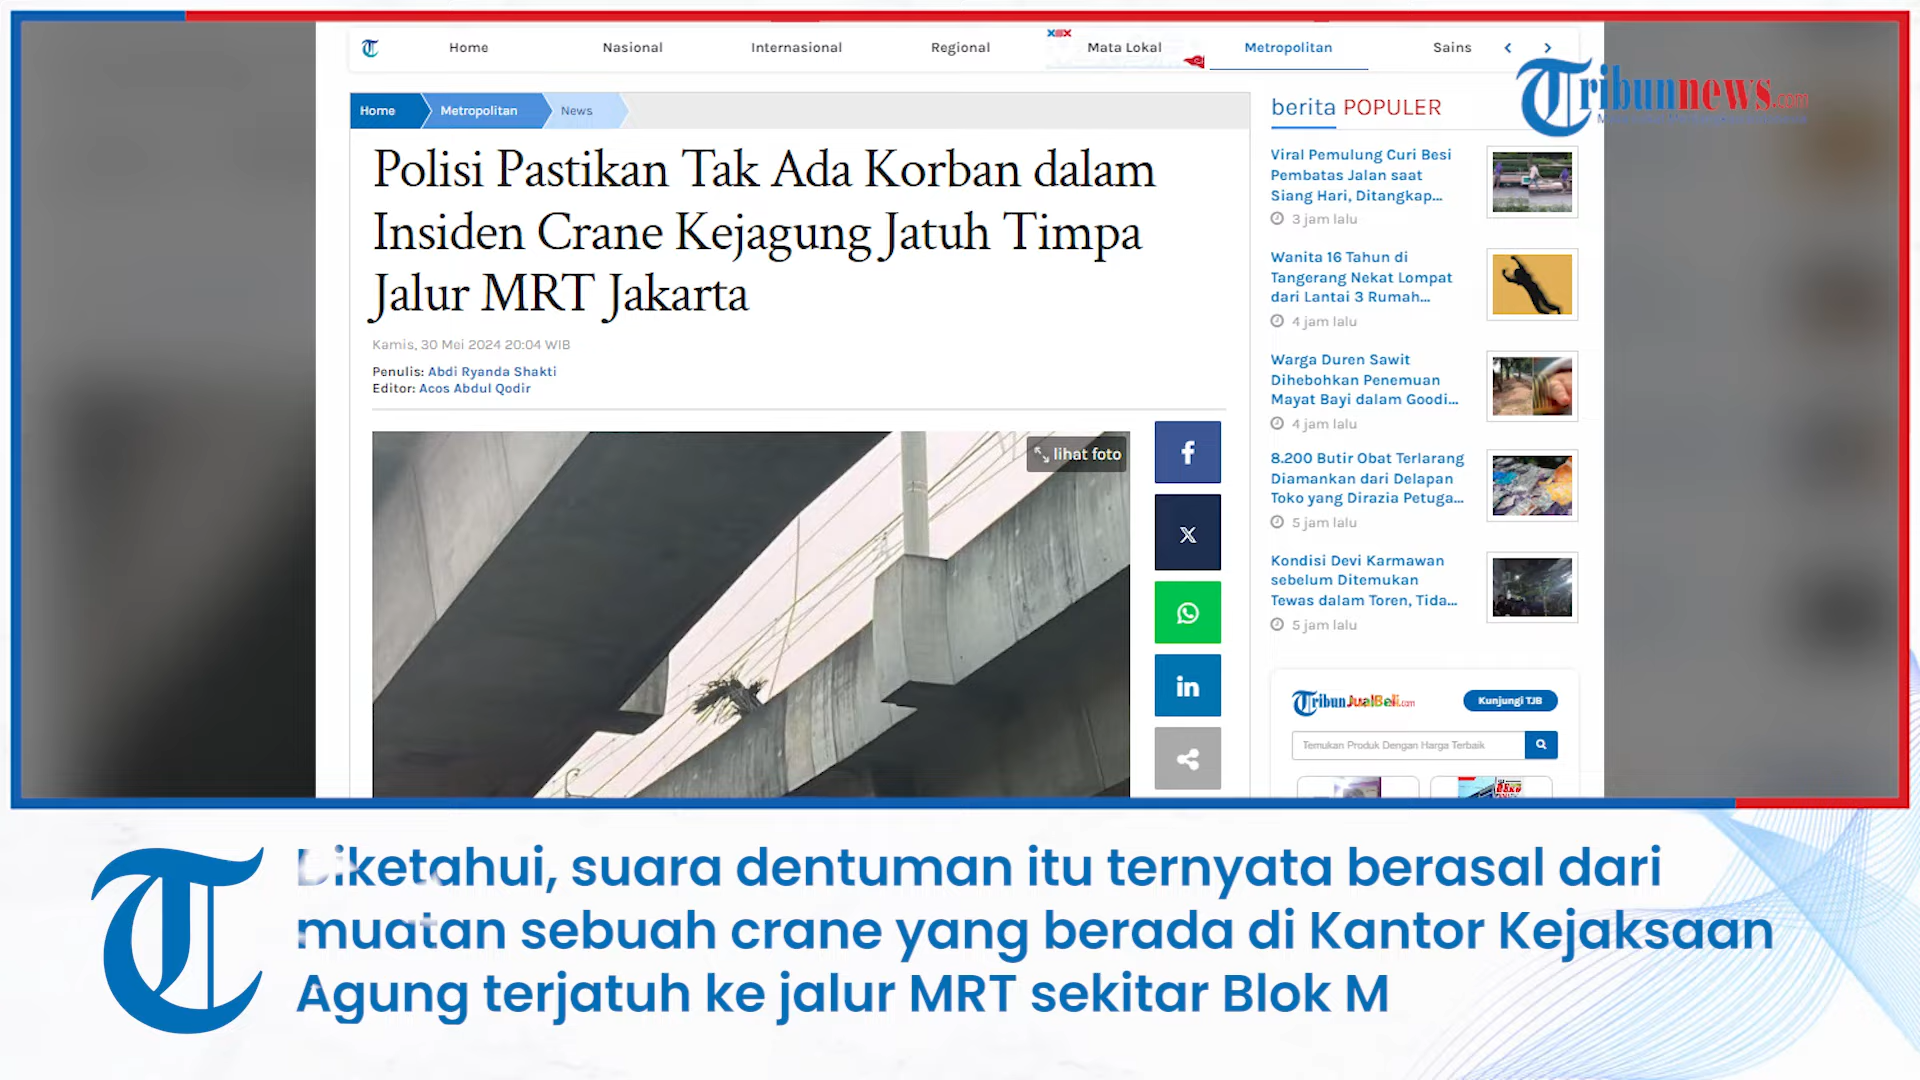 Home
Nasional
Internasional
Regional
Mata Lokal
Metropolitan
Sains
Tribunnews.com
Home
Metropolitan
News
Polisi Pastikan Tak Ada Korban dalam
Insiden Crane Kejagung Jatuh Timpa
Jalur MRT Jakarta
Kamis, 30 Mei 2024 20:04 WIB
Penulis: Abdi Ryanda Shakti
Editor: Acos Abdul Qodir
lihat foto
berita POPULER
Viral Pemulung Curi Besi
Pembatas Jalan saat
Siang Hari, Ditangkap...
3 jam lalu
Wanita 16 Tahun di
Tangerang Nekat Lompat
dari Lantai 3 Rumah...
4 jam lalu
Warga Duren Sawit
Dihebohkan Penemuan
Mayat Bayi dalam Goodi...
4 jam lalu
8.200 Butir Obat Terlarang
Diamankan dari Delapan
Toko yang Dirazia Petuga...
5 jam lalu
Kondisi Devi Karmawan
sebelum Ditemukan
Tewas dalam Toren, Tida...
5 jam lalu
TribunJualBeli.com
Kunjungi TJB
Temukan Produk Dengan Harga Terbaik
Diketahui, suara dentuman itu ternyata berasal dari
muatan sebuah crane yang berada di Kantor Kejaksaan
Agung terjatuh ke jalur MRT sekitar Blok M